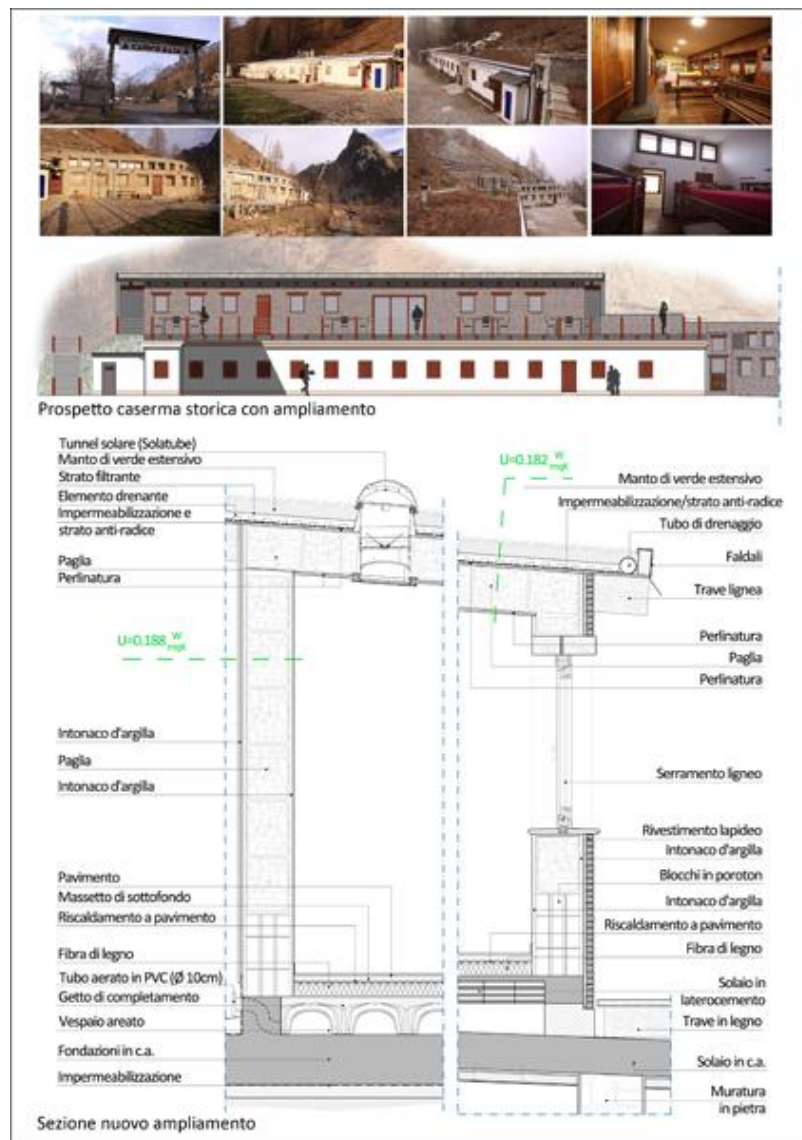 Prospetto caserma storica con ampliamento
Tunnel solare (Solatube)
Manto di verde estensivo
Strato filtrante
Elemento drenante
Impermeabilizzazione e
strato anti-radice
Paglia
Perlinatura
U=0.188 W
mqK
Intonaco d'argilla
Paglia
Intonaco d'argilla
Pavimento
Massetto di sottofondo
Riscaldamento a pavimento
Fibra di legno
Tubo aerato in PVC (Ø 10cm)
Getto di completamento
Vespaio areato
Fondazioni in c.a.
Impermeabilizzazione
U=0.182 W
mqK
Manto di verde estensivo
Impermeabilizzazione/strato anti-radice
Tubo di drenaggio
Faldali
Trave lignea
Perlinatura
Paglia
Perlinatura
Serramento ligneo
Rivestimento lapideo
Intonaco d'argilla
Blocchi in poroton
Intonaco d'argilla
Riscaldamento a pavimento
Fibra di legno
Solaio in
laterocemento
Trave in legno
Solaio in c.a.
Muratura
in pietra
Sezione nuovo ampliamento